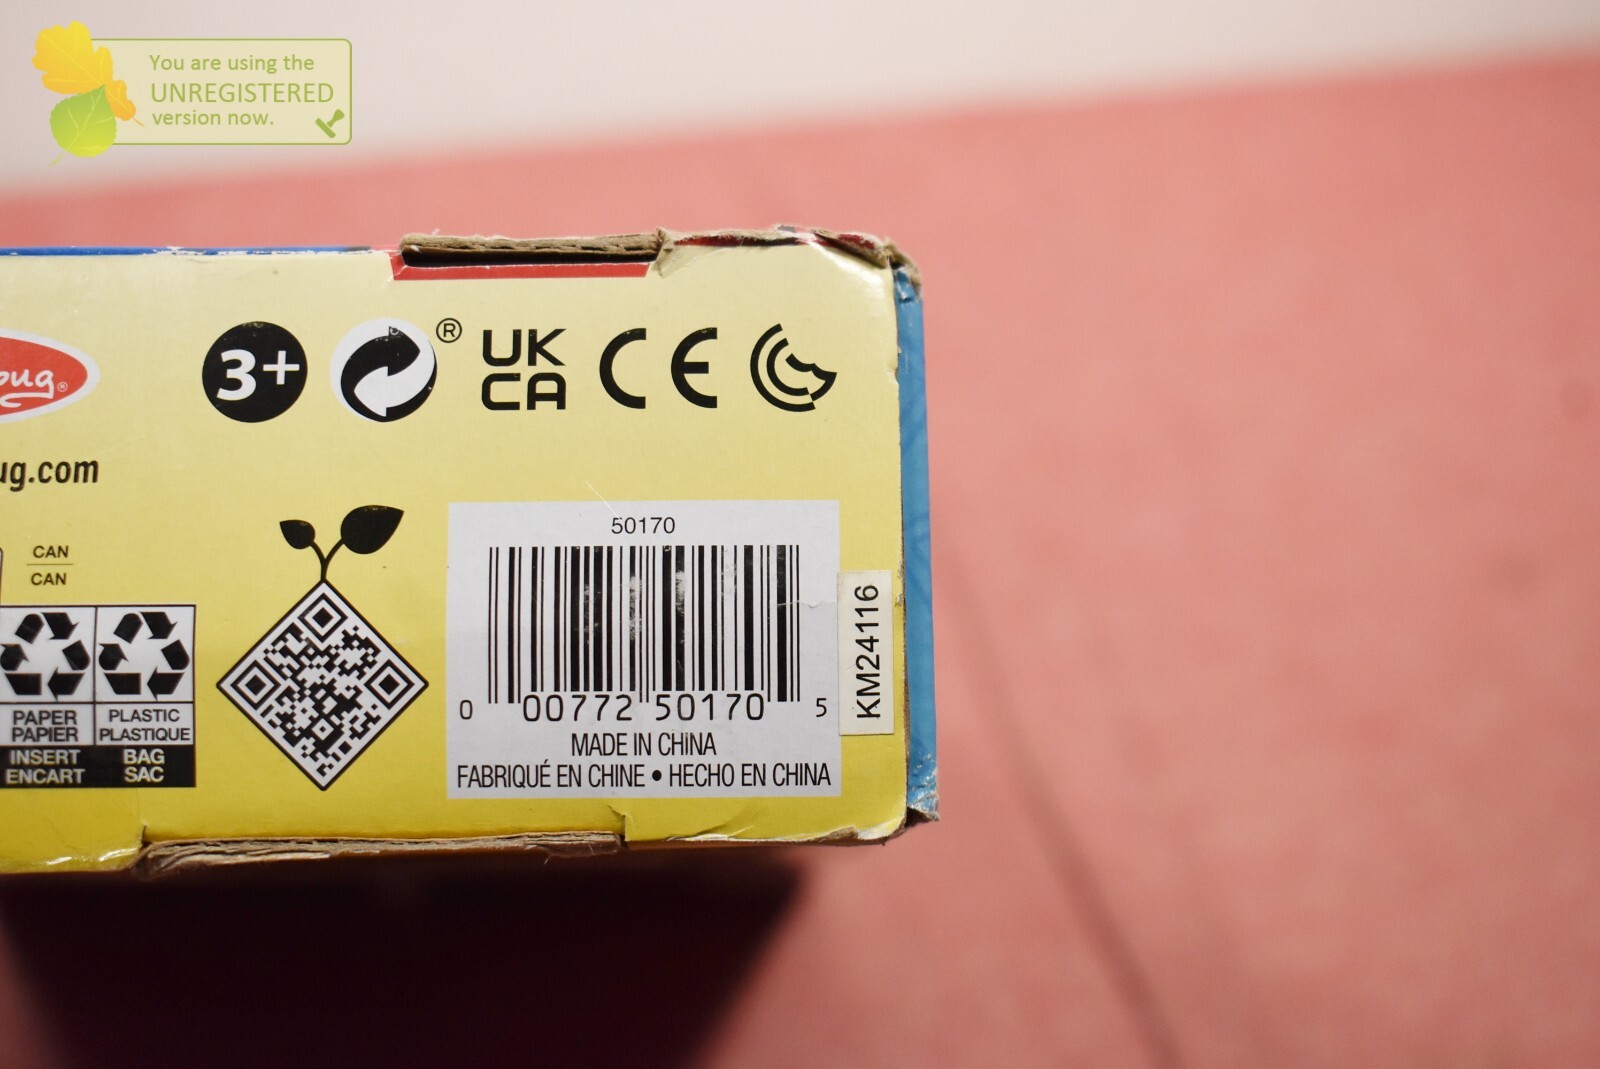 You are using the
UNREGISTERED
version now.
3+
®
UK
CA
CE
oug®
ug.com
CAN
CAN
PAPER
PAPIER
PLASTIC
PLASTIQUE
INSERT
ENCART
BAG
SAC
50170
0 00772 50170 5
MADE IN CHINA
FABRIQUÉ EN CHINE • HECHO EN CHINA
KM24116